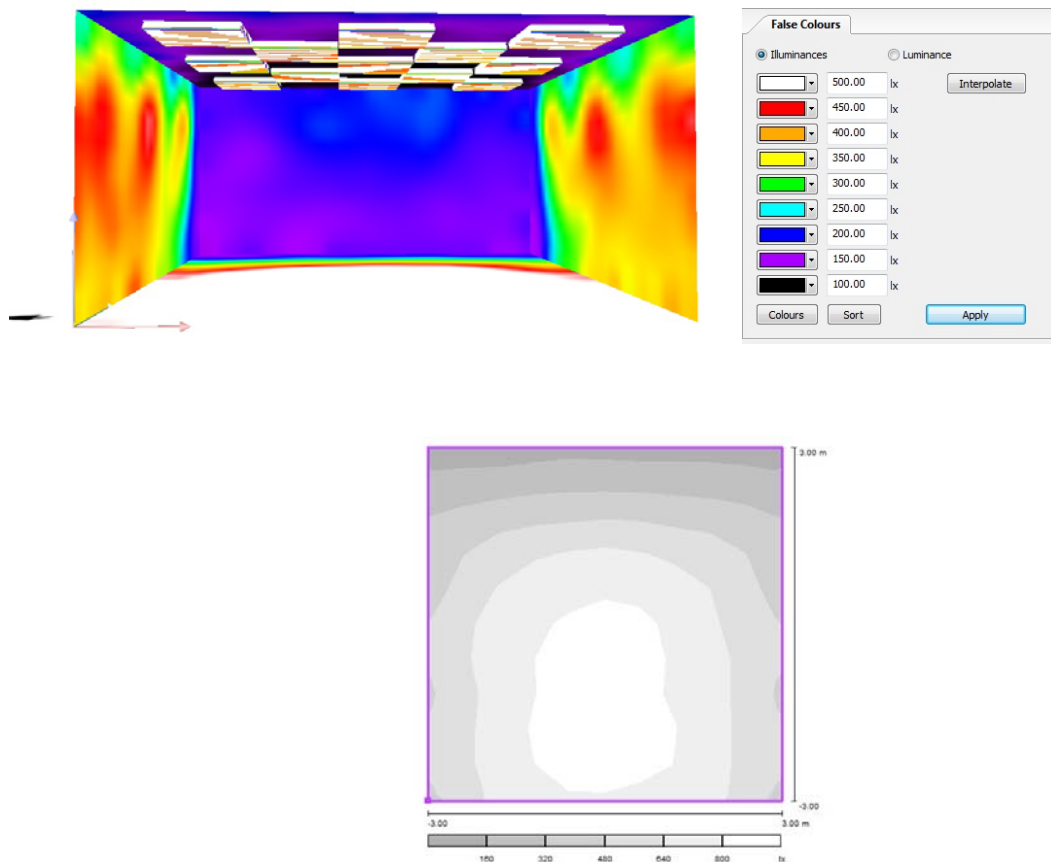 False Colours
Illuminances Luminance
500.00 lx Interpolate
450.00 lx
400.00 lx
350.00 lx
300.00 lx
250.00 lx
200.00 lx
150.00 lx
100.00 lx
Colours Sort Apply
3.00 m
-3.00
-3.00 3.00 m
160 320 480 640 800 lx